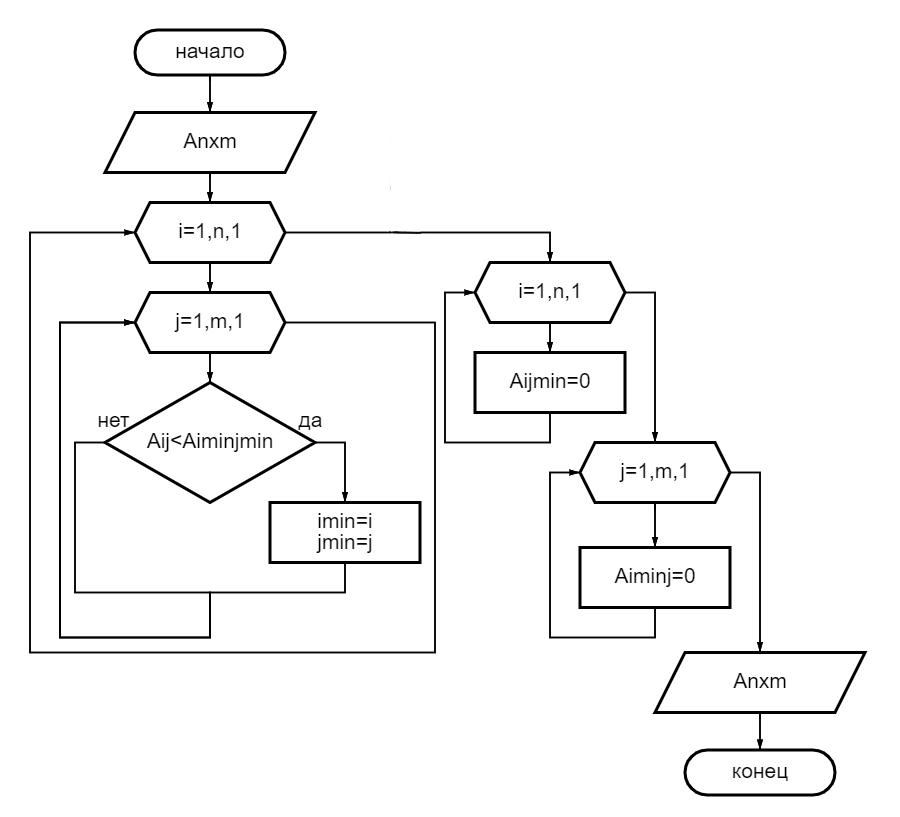 начало
Anxm
i=1,n,1
j=1,m,1
нет
да
Aij<Aiminjmin
imin=i
jmin=j
i=1,n,1
Aijmin=0
j=1,m,1
Aiminj=0
Anxm
конец